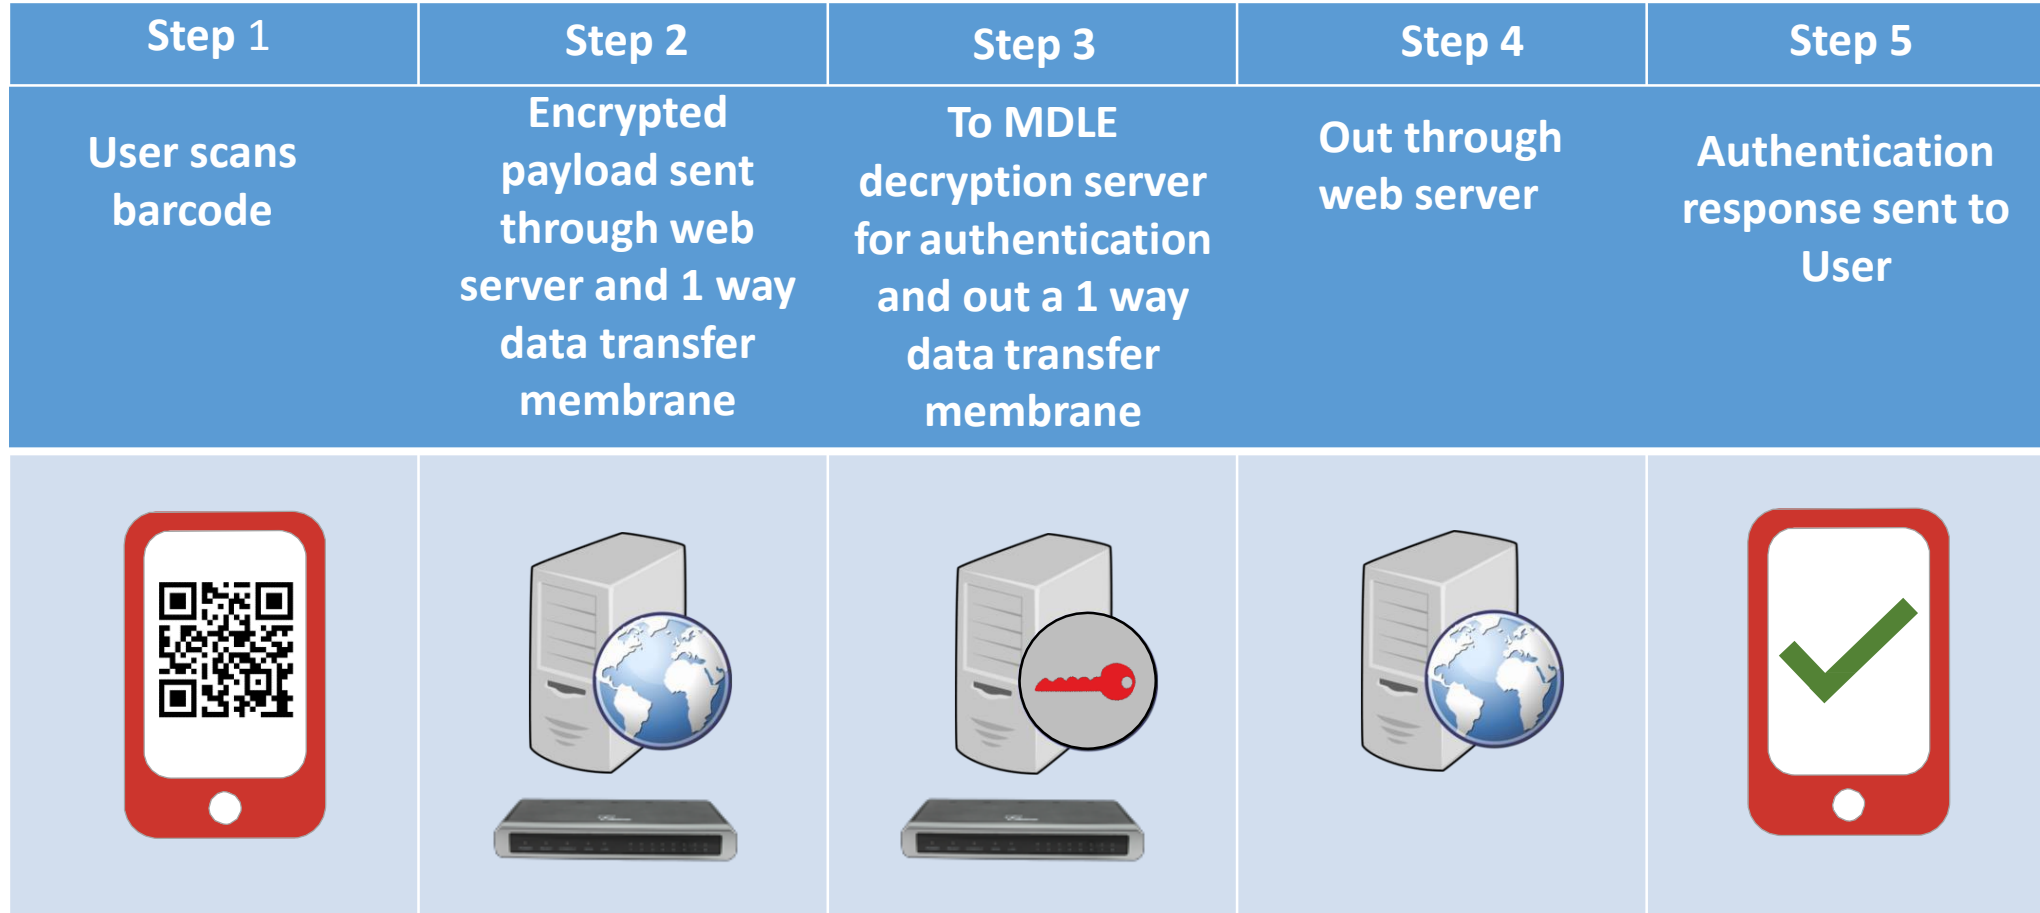 Step 1
User scans
barcode
Step 2
Encrypted
payload sent
through web
server and 1 way
data transfer
membrane
Step 3
To MDLE
decryption server
for authentication
and out a 1 way
data transfer
membrane
Step 4
Out through
web server
Step 5
Authentication
response sent to
User